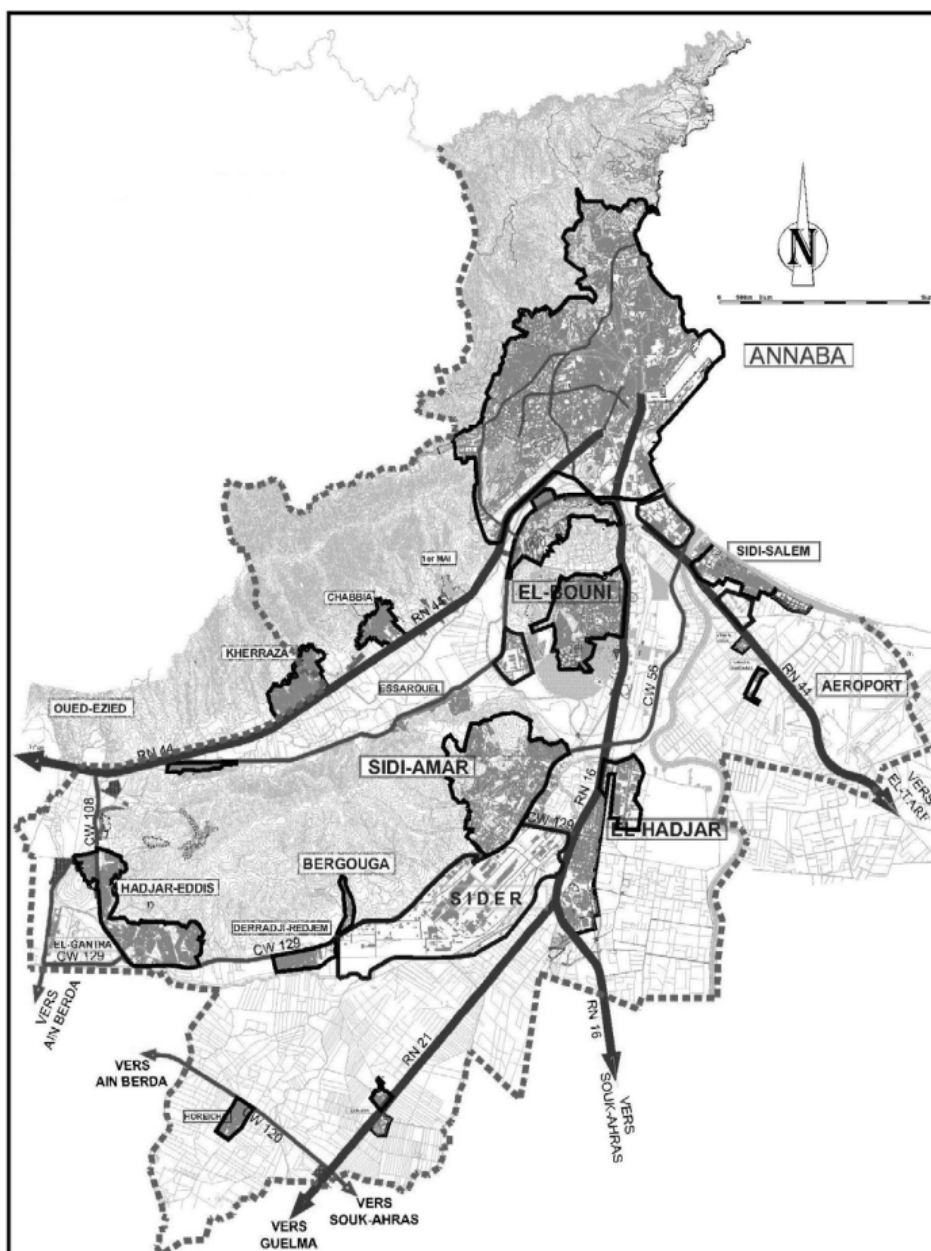 N
ANNABA
SIDI-SALEM
1er MAI
EL-BOUNI
CHABBIA
RN 44
KHERRAZA
CW 56
ESSAROUEL
AEROPORT
RN 44
OUED-EZIED
RN 44
SIDI-AMAR
RN 16
VERS
EL-TARF
CW 108
CW 129
EL-HADJAR
BERGOUGA
HADJAR-EDDIS
SIDER
DERRADJI-REDJEM
EL-GANTRA
CW 129
CW 129
VERS
AIN BERDA
RN 21
RN 16
VERS
AIN BERDA
VERS
SOUK-AHRAS
HOREICHA
CW 120
VERS
SOUK-AHRAS
VERS
GUELMA